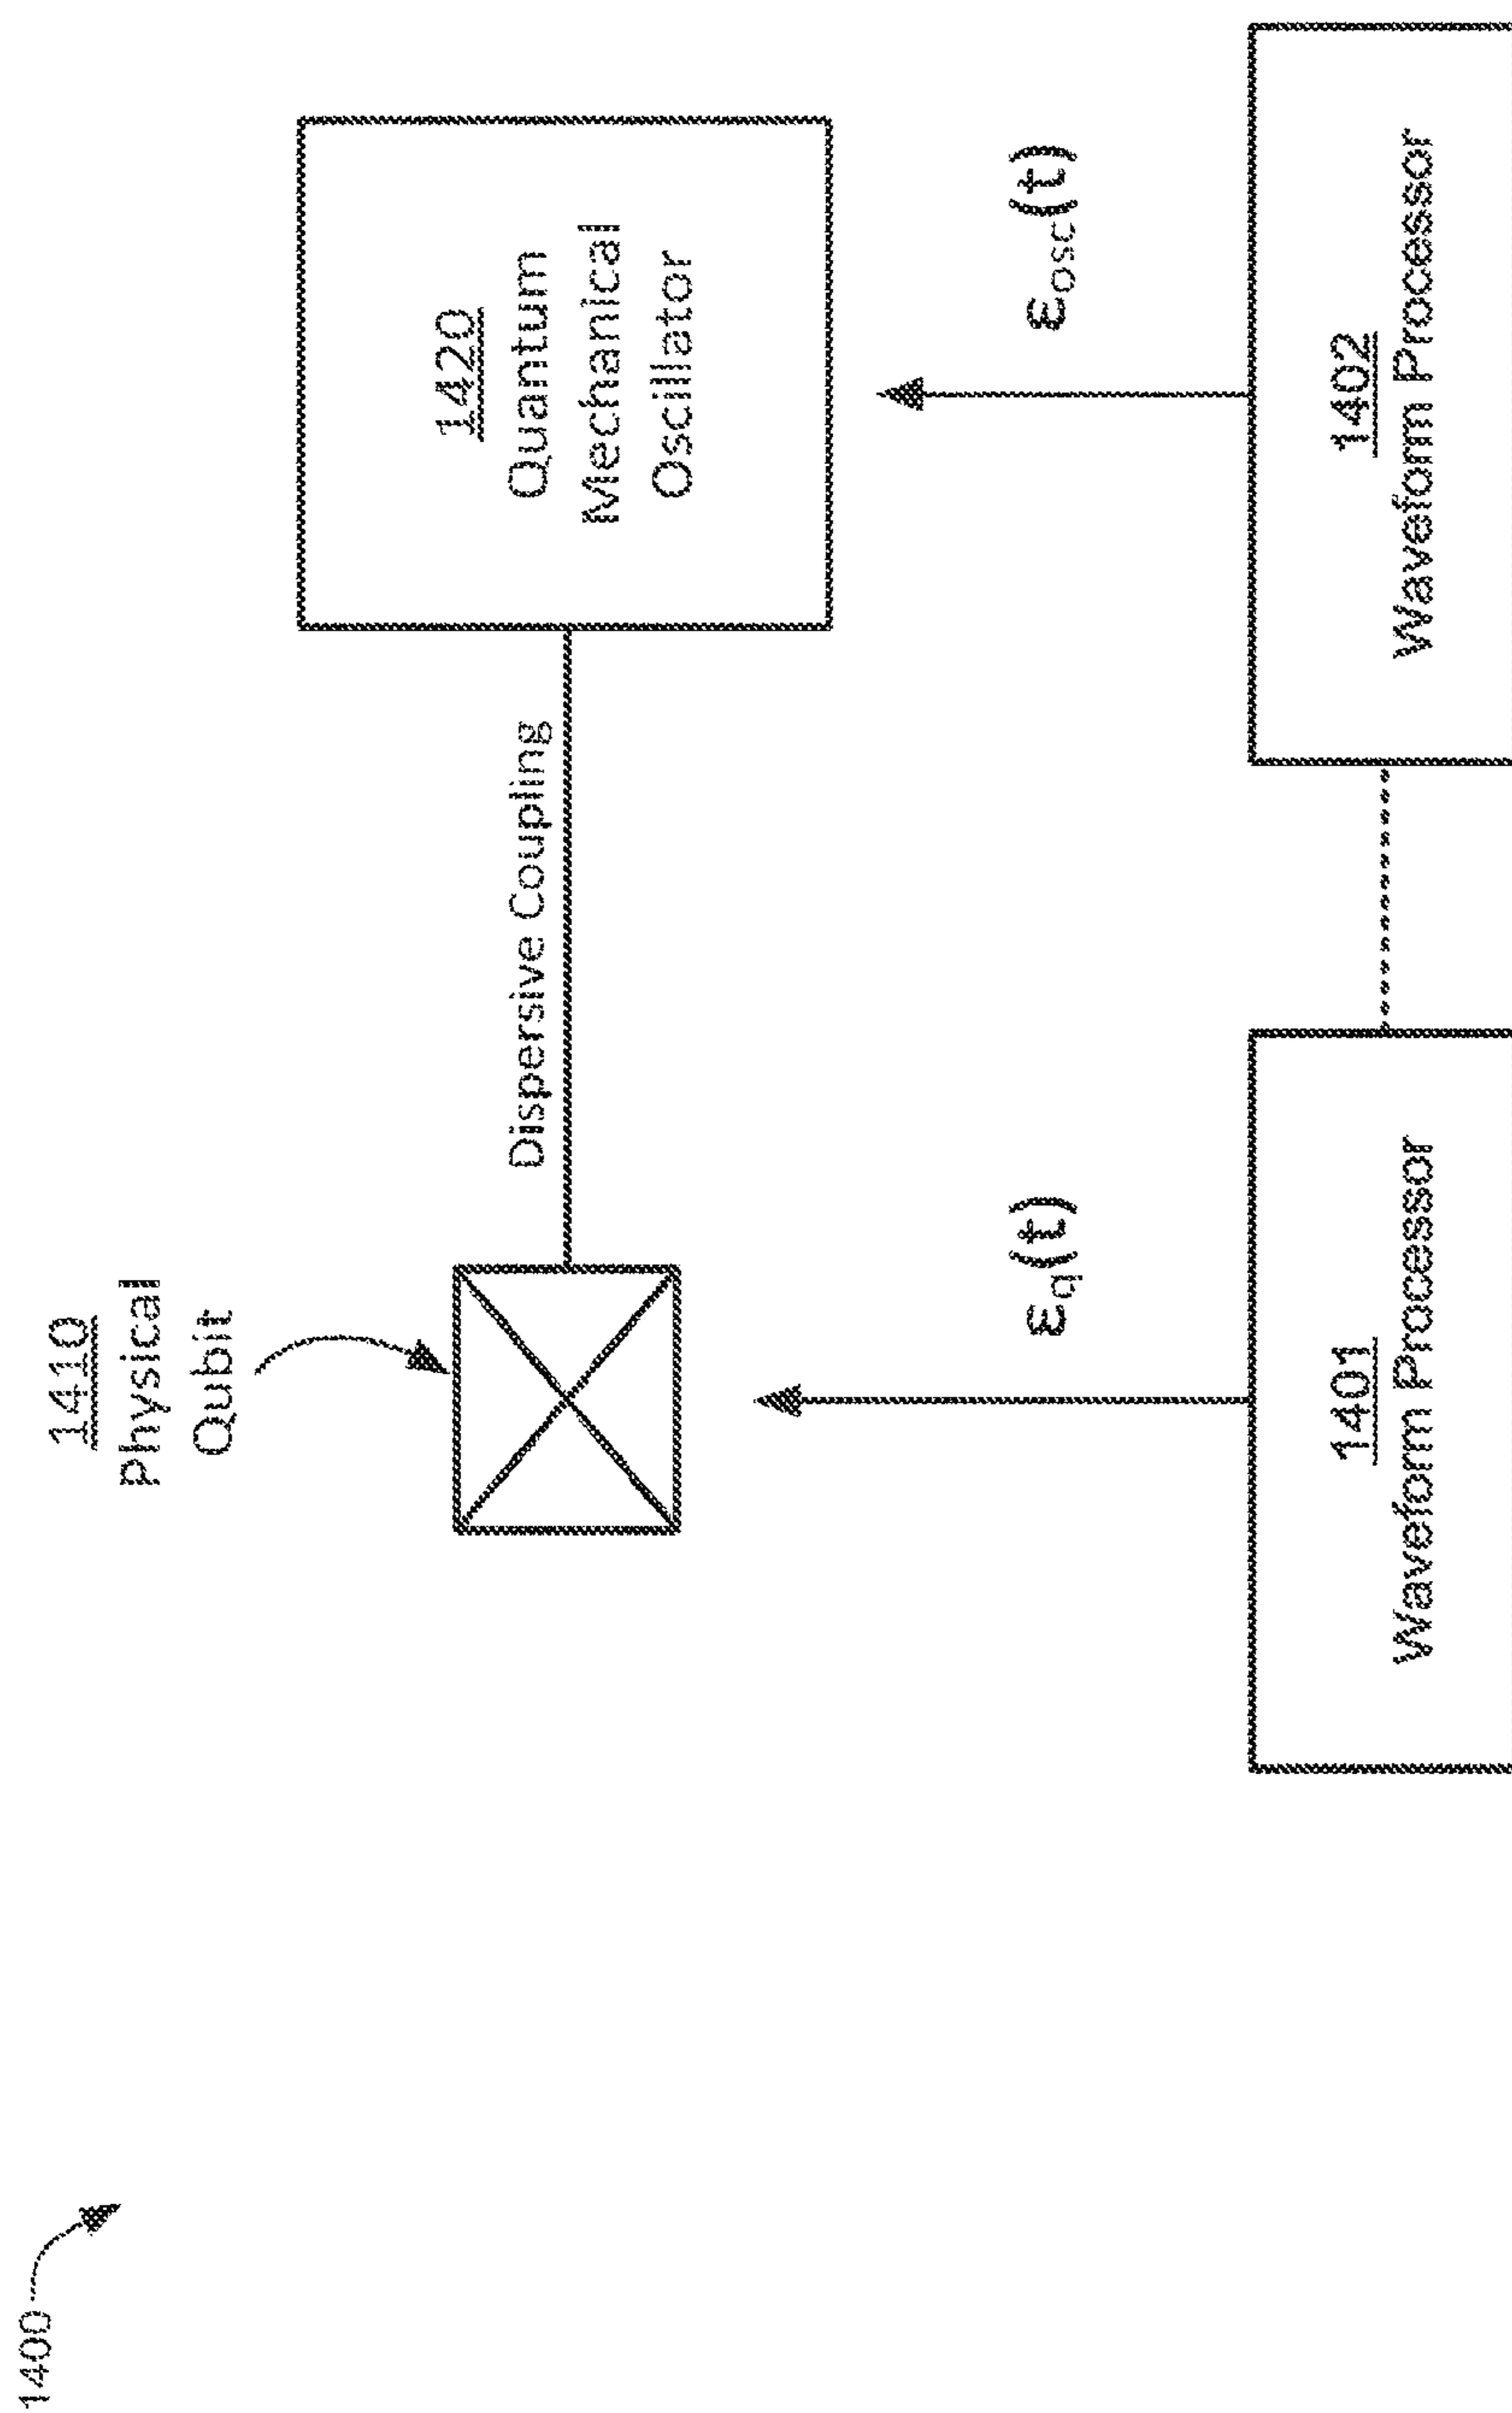 1400
1410
Physical
Qubit
Dispersive Coupling
1420
Quantum
Mechanical
Oscillator
εq(t)
εosc(t)
1401
Waveform Processor
1402
Waveform Processor